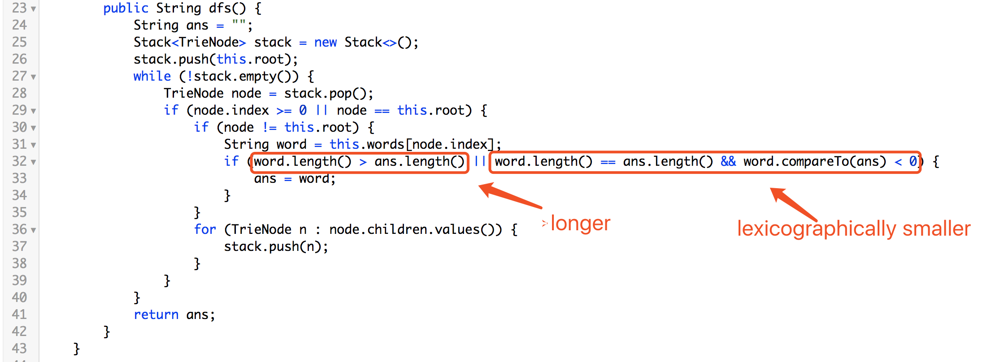 23 public String dfs() {
24 String ans = "";
25 Stack<TrieNode> stack = new Stack<>();
26 stack.push(this.root);
27 while (!stack.empty()) {
28 TrieNode node = stack.pop();
29 if (node.index >= 0 || node == this.root) {
30 if (node != this.root) {
31 String word = this.words[node.index];
32 if (word.length() > ans.length() || word.length() == ans.length() && word.compareTo(ans) < 0) {
33 ans = word;
34 }
35 }
longer
lexicographically smaller
36 for (TrieNode n : node.children.values()) {
37 stack.push(n);
38 }
39 }
40 }
41 return ans;
42 }
43 }